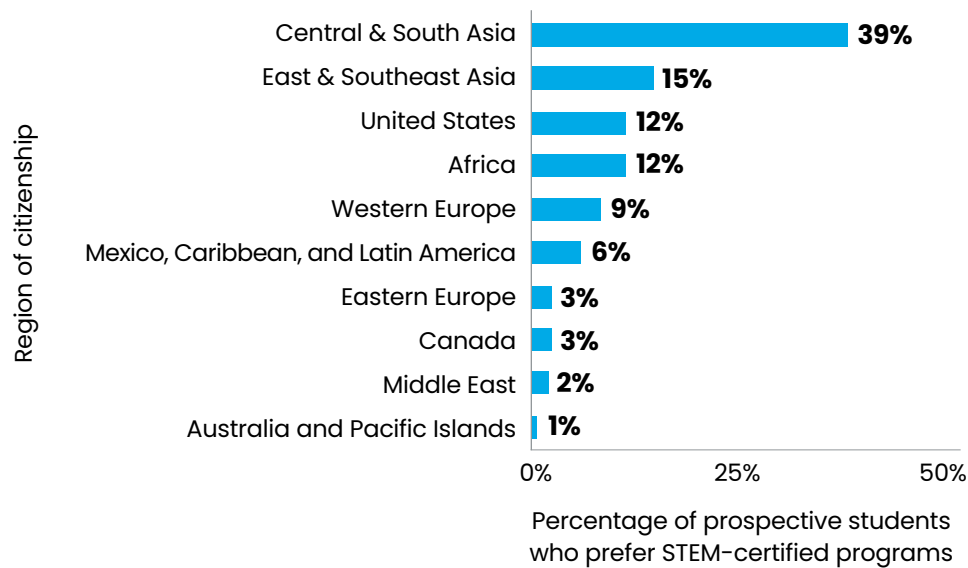 Region of citizenship
Central & South Asia 39%
East & Southeast Asia 15%
United States 12%
Africa 12%
Western Europe 9%
Mexico, Caribbean, and Latin America 6%
Eastern Europe 3%
Canada 3%
Middle East 2%
Australia and Pacific Islands 1%
0% 25% 50%
Percentage of prospective students
who prefer STEM-certified programs